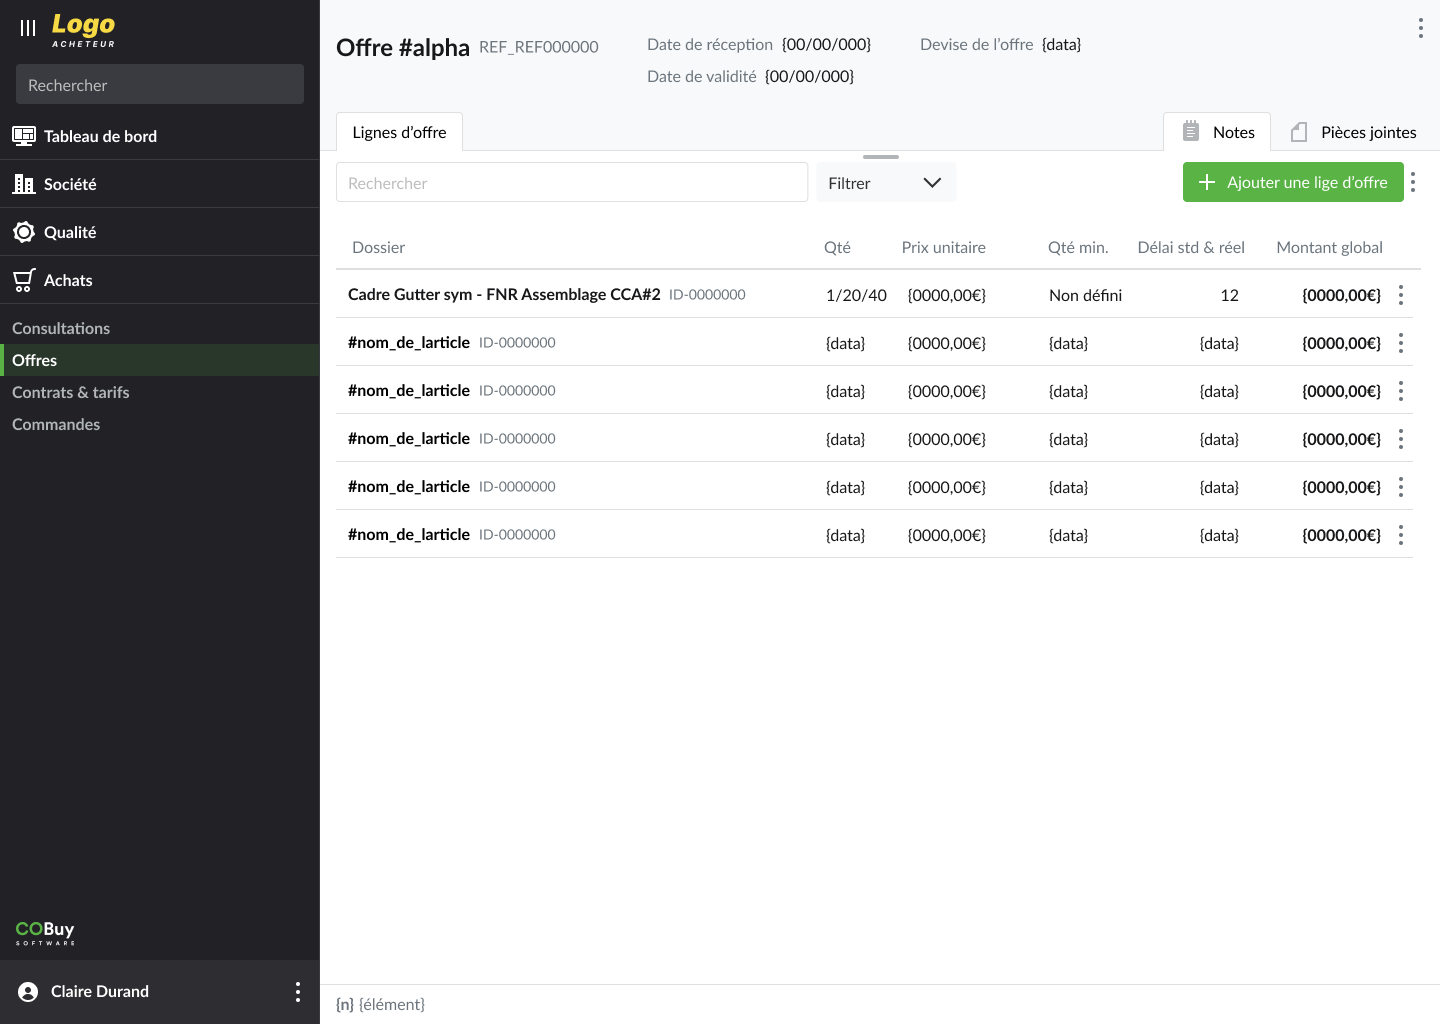 Logo
ACHETEUR
Rechercher
Tableau de bord
Société
Qualité
Achats
Consultations
Offres
Contrats & tarifs
Commandes
COBuy
SOFTWARE
Claire Durand
Offre #alpha REF_REF000000
Date de réception {00/00/000} Devise de l’offre {data}
Date de validité {00/00/000}
Lignes d’offre Notes Pièces jointes
Rechercher Filtrer Ajouter une lige d’offre
Dossier Qté Prix unitaire Qté min. Délai std & réel Montant global
Cadre Gutter sym - FNR Assemblage CCA#2 ID-0000000 1/20/40 {0000,00€} Non défini 12 {0000,00€}
#nom_de_larticle ID-0000000 {data} {0000,00€} {data} {data} {0000,00€}
#nom_de_larticle ID-0000000 {data} {0000,00€} {data} {data} {0000,00€}
#nom_de_larticle ID-0000000 {data} {0000,00€} {data} {data} {0000,00€}
#nom_de_larticle ID-0000000 {data} {0000,00€} {data} {data} {0000,00€}
#nom_de_larticle ID-0000000 {data} {0000,00€} {data} {data} {0000,00€}
{n} {élément}